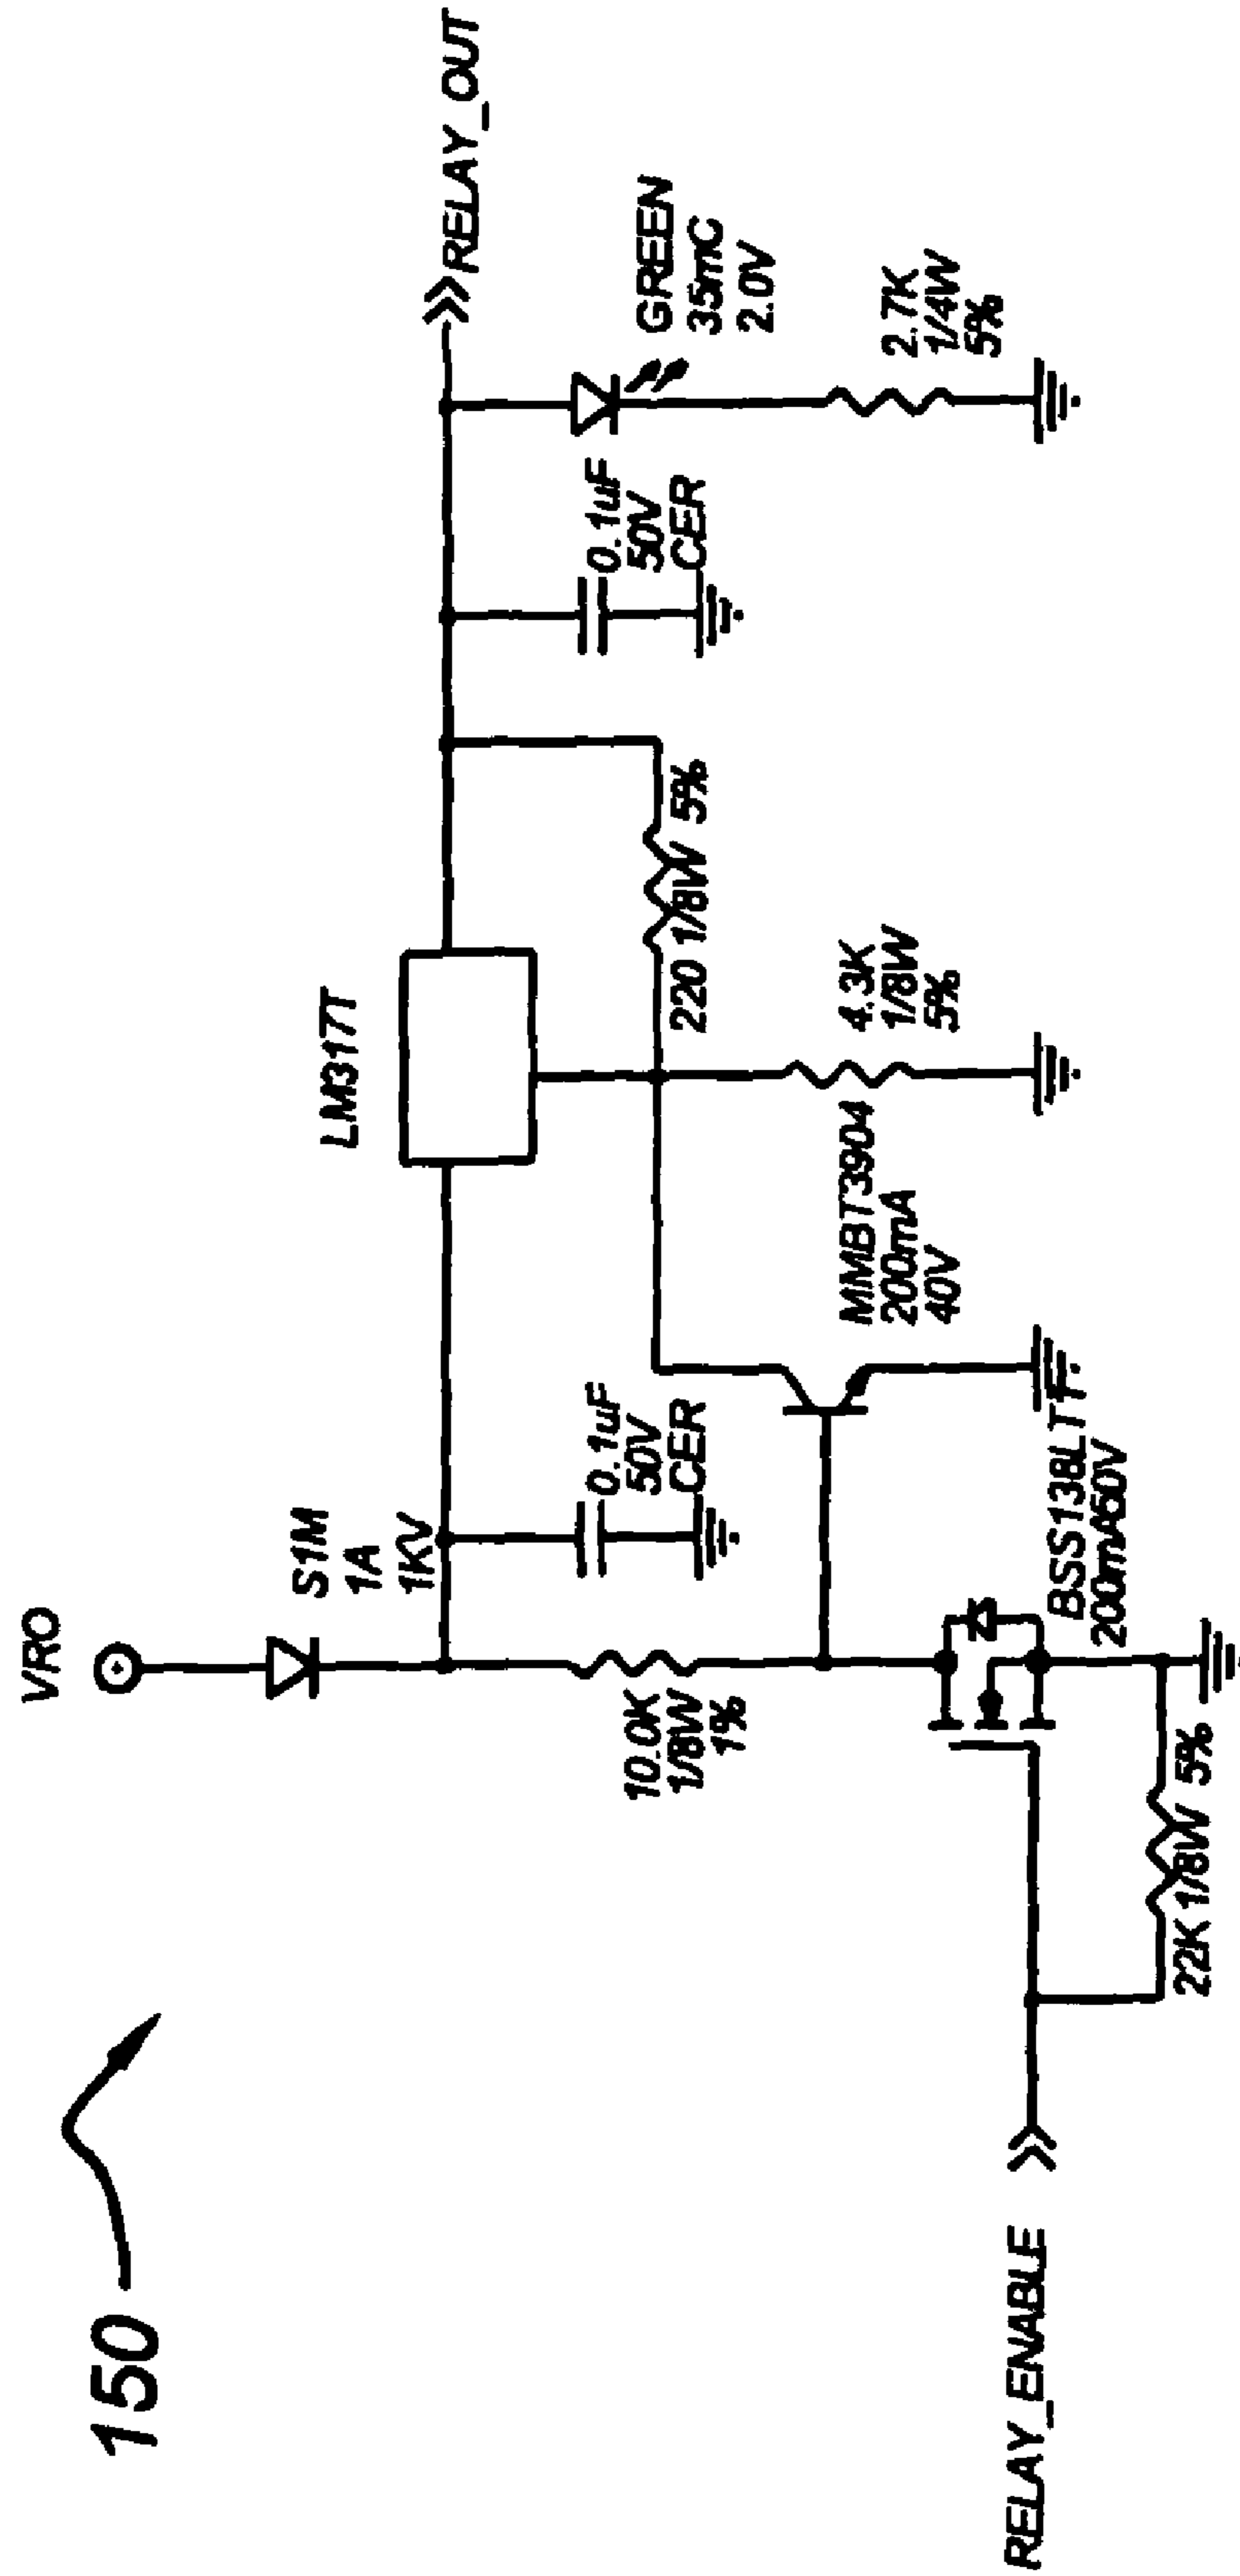 150
VRO
S1M
1A
1KV
LM317T
RELAY_OUT
10.0K
1/8W
1%
0.1uF
50V
CER
220 1/8W 5%
0.1uF
50V
CER
GREEN
35mC
2.0V
MMBT3904
200mA
40V
4.3K
1/8W
5%
2.7K
1/4W
5%
RELAY_ENABLE
BSS138LT1
200mA50V
22K 1/8W 5%